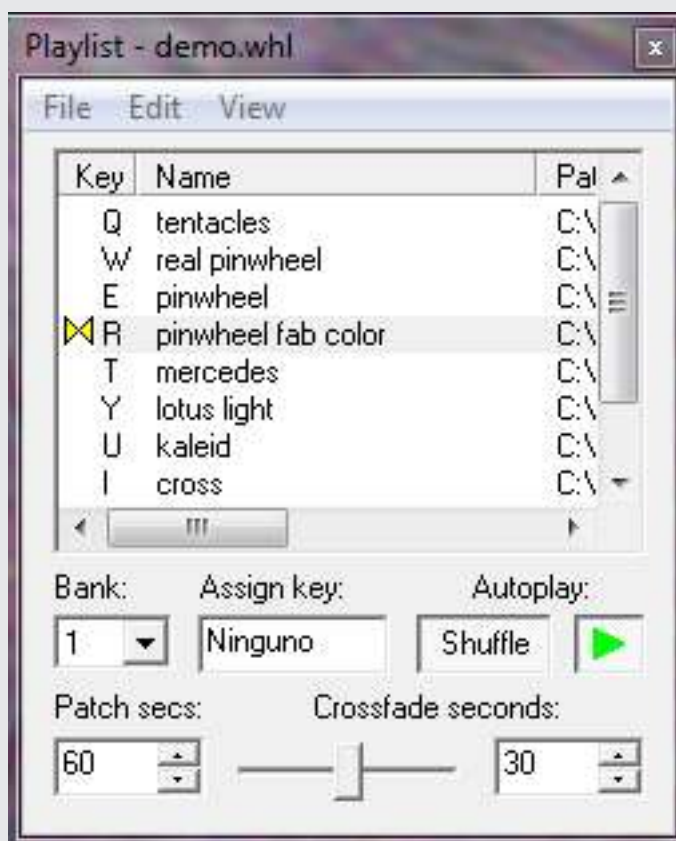 Playlist - demo.whl
x
File Edit View
Key Name Pat
Q tentacles C:\
W real pinwheel C:\
E pinwheel C:\
R pinwheel fab color C:\
T mercedes C:\
Y lotus light C:\
U kaleid C:\
I cross C:\
Bank: Assign key: Autoplay:
1 Ninguno Shuffle
Patch secs: Crossfade seconds:
60 30